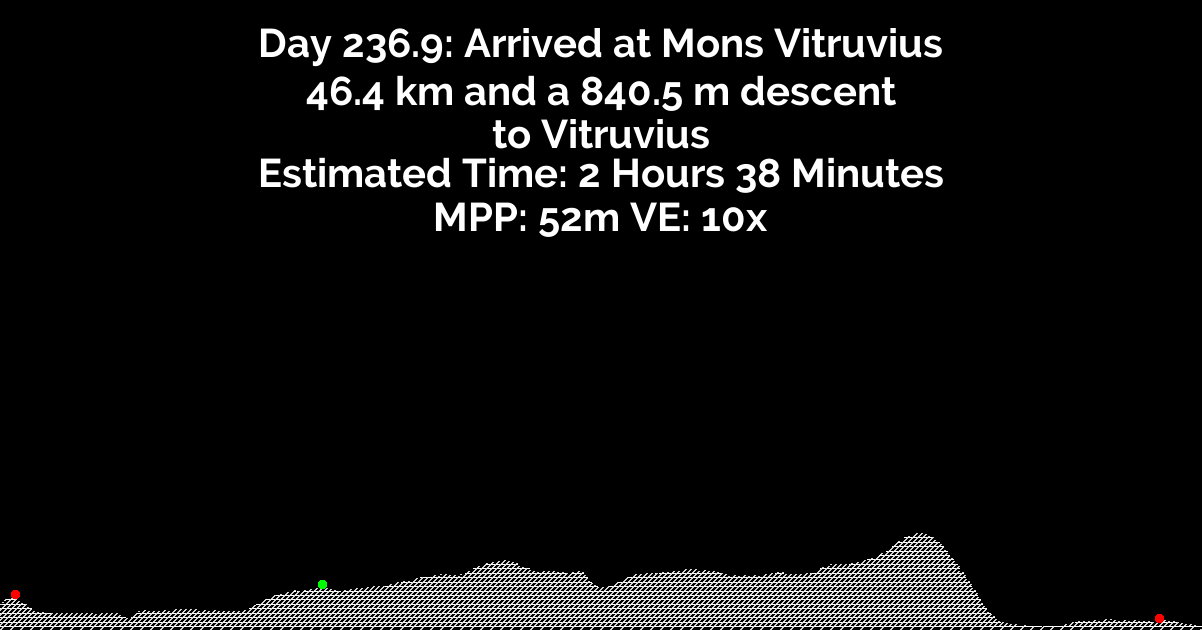 Day 236.9: Arrived at Mons Vitruvius
46.4 km and a 840.5 m descent
to Vitruvius
Estimated Time: 2 Hours 38 Minutes
MPP: 52m VE: 10x